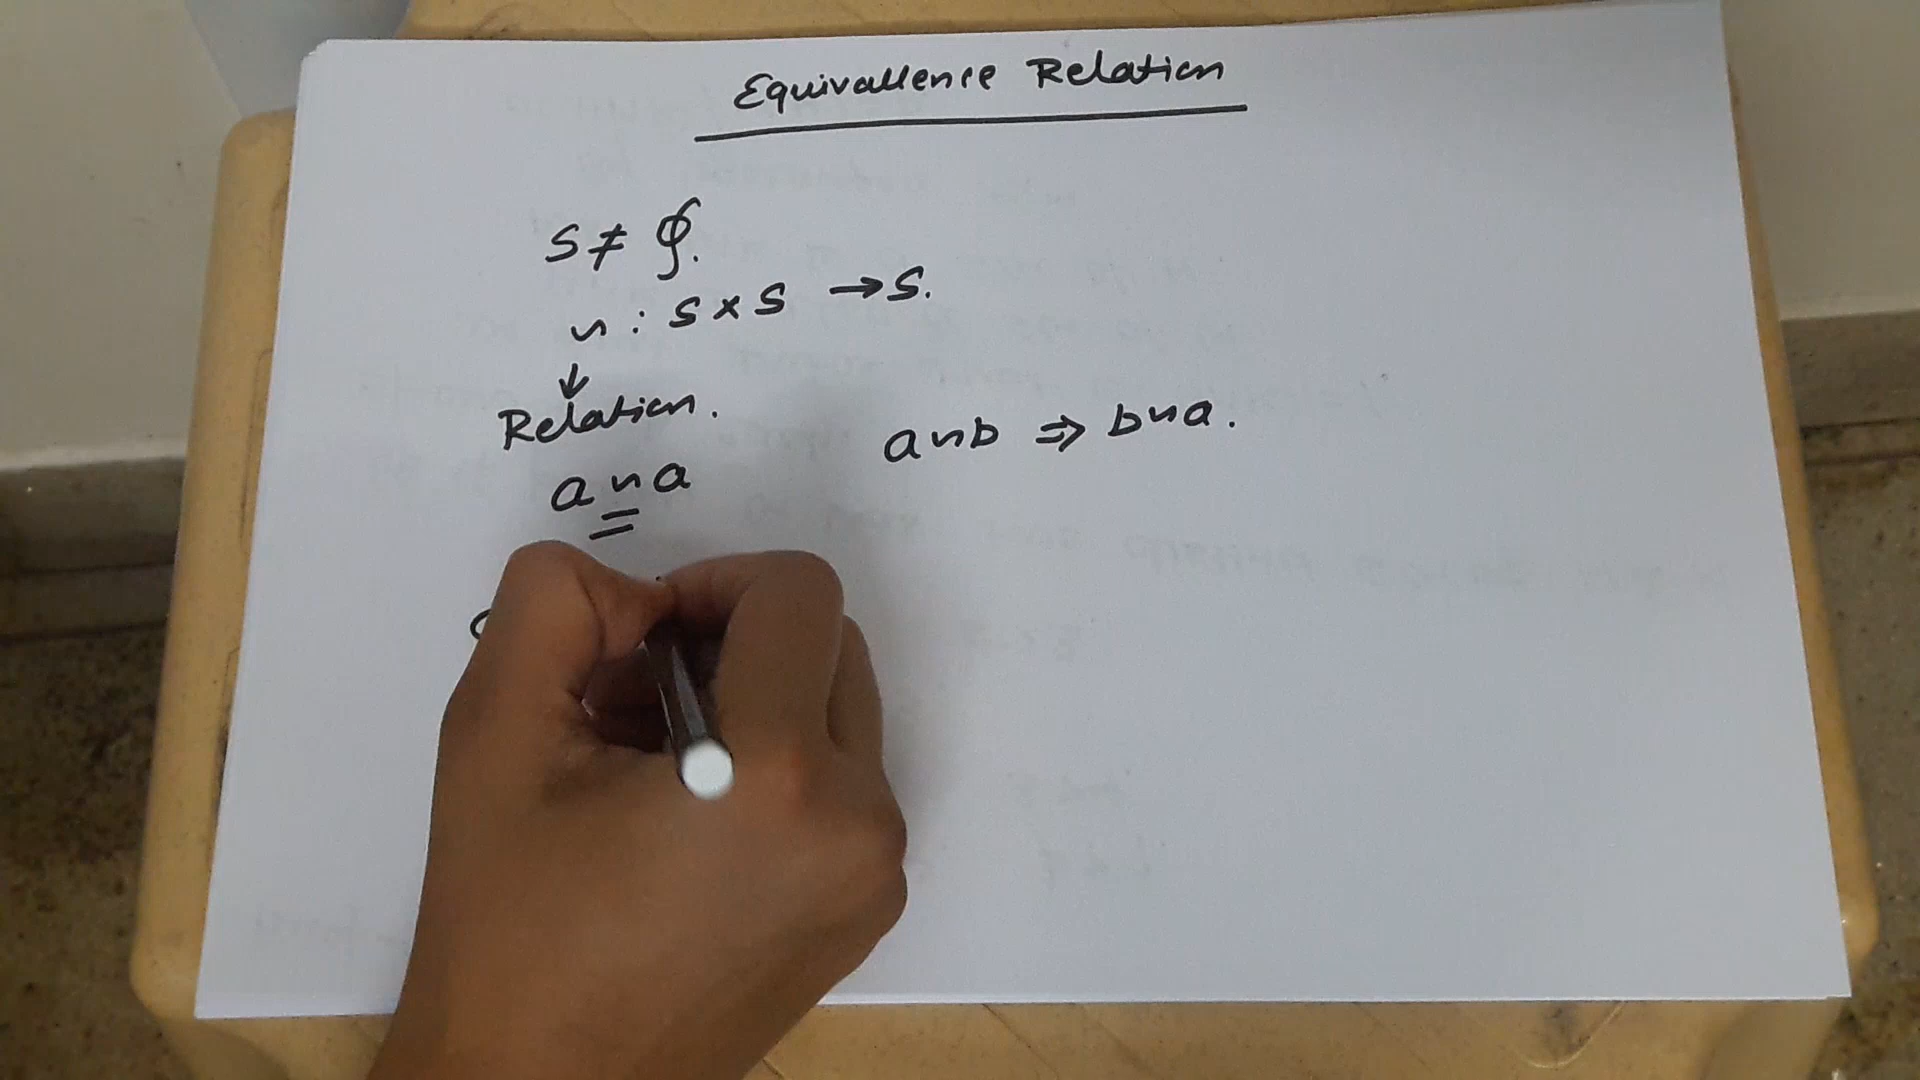 Equivallence Relation
S ≠ ϕ.
~ : S × S → S.
↓
Relation.
a ~ a
a ~ b ⇒ b ~ a.